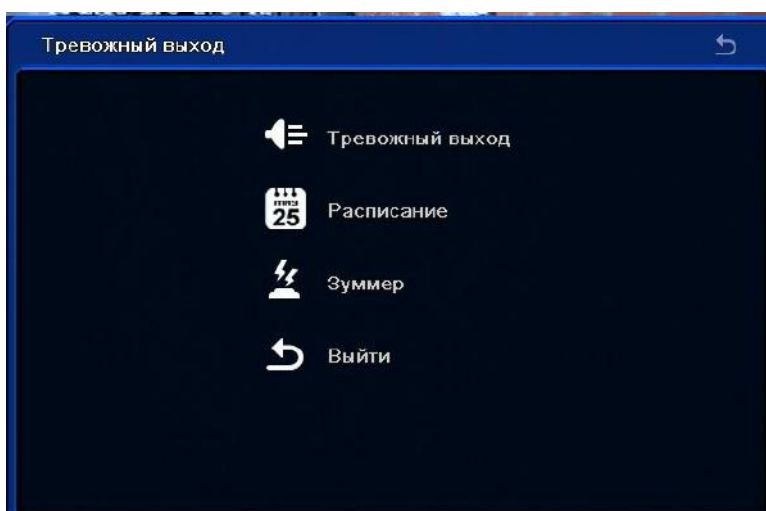 Тревожный выход
Тревожный выход
25
Расписание
Зуммер
Выйти